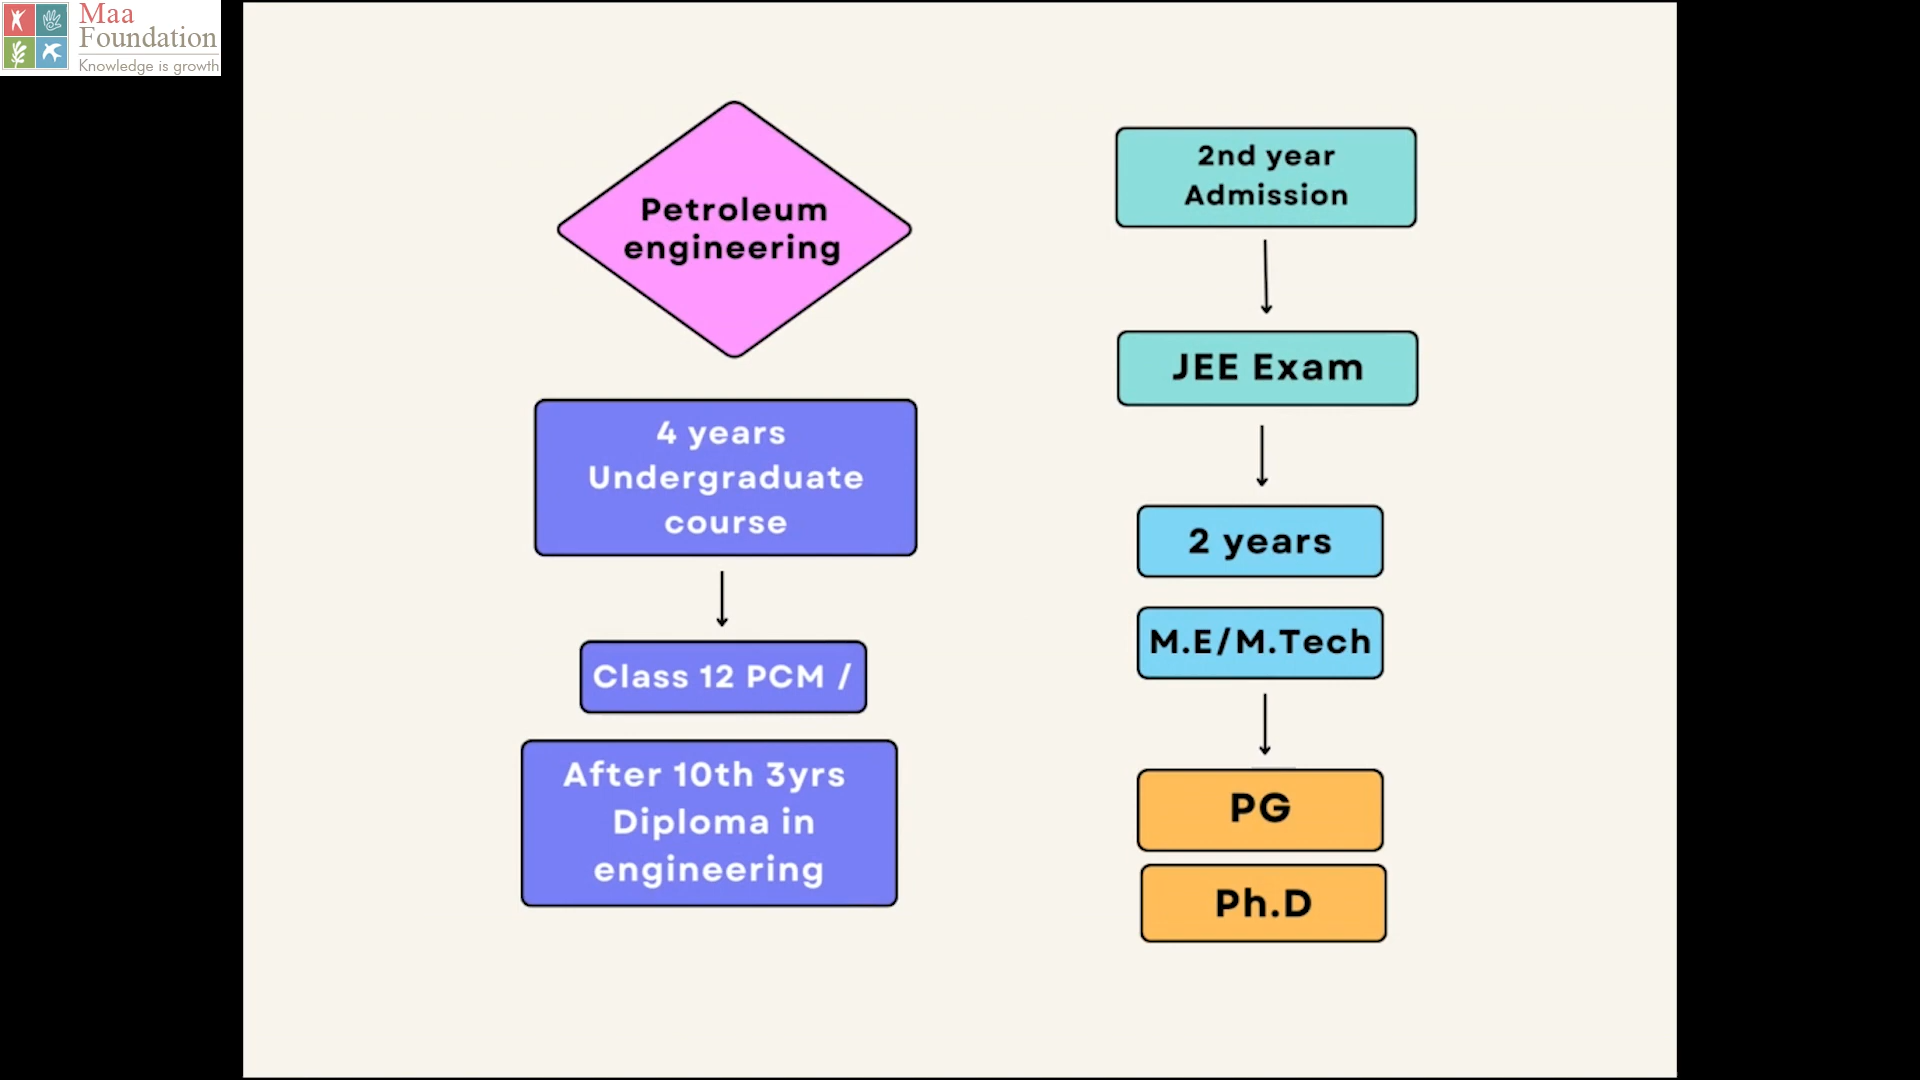 Maa
Foundation
Knowledge is growth
Petroleum
engineering
4 years
Undergraduate
course
Class 12 PCM /
After 10th 3yrs
Diploma in
engineering
2nd year
Admission
JEE Exam
2 years
M.E/M.Tech
PG
Ph.D